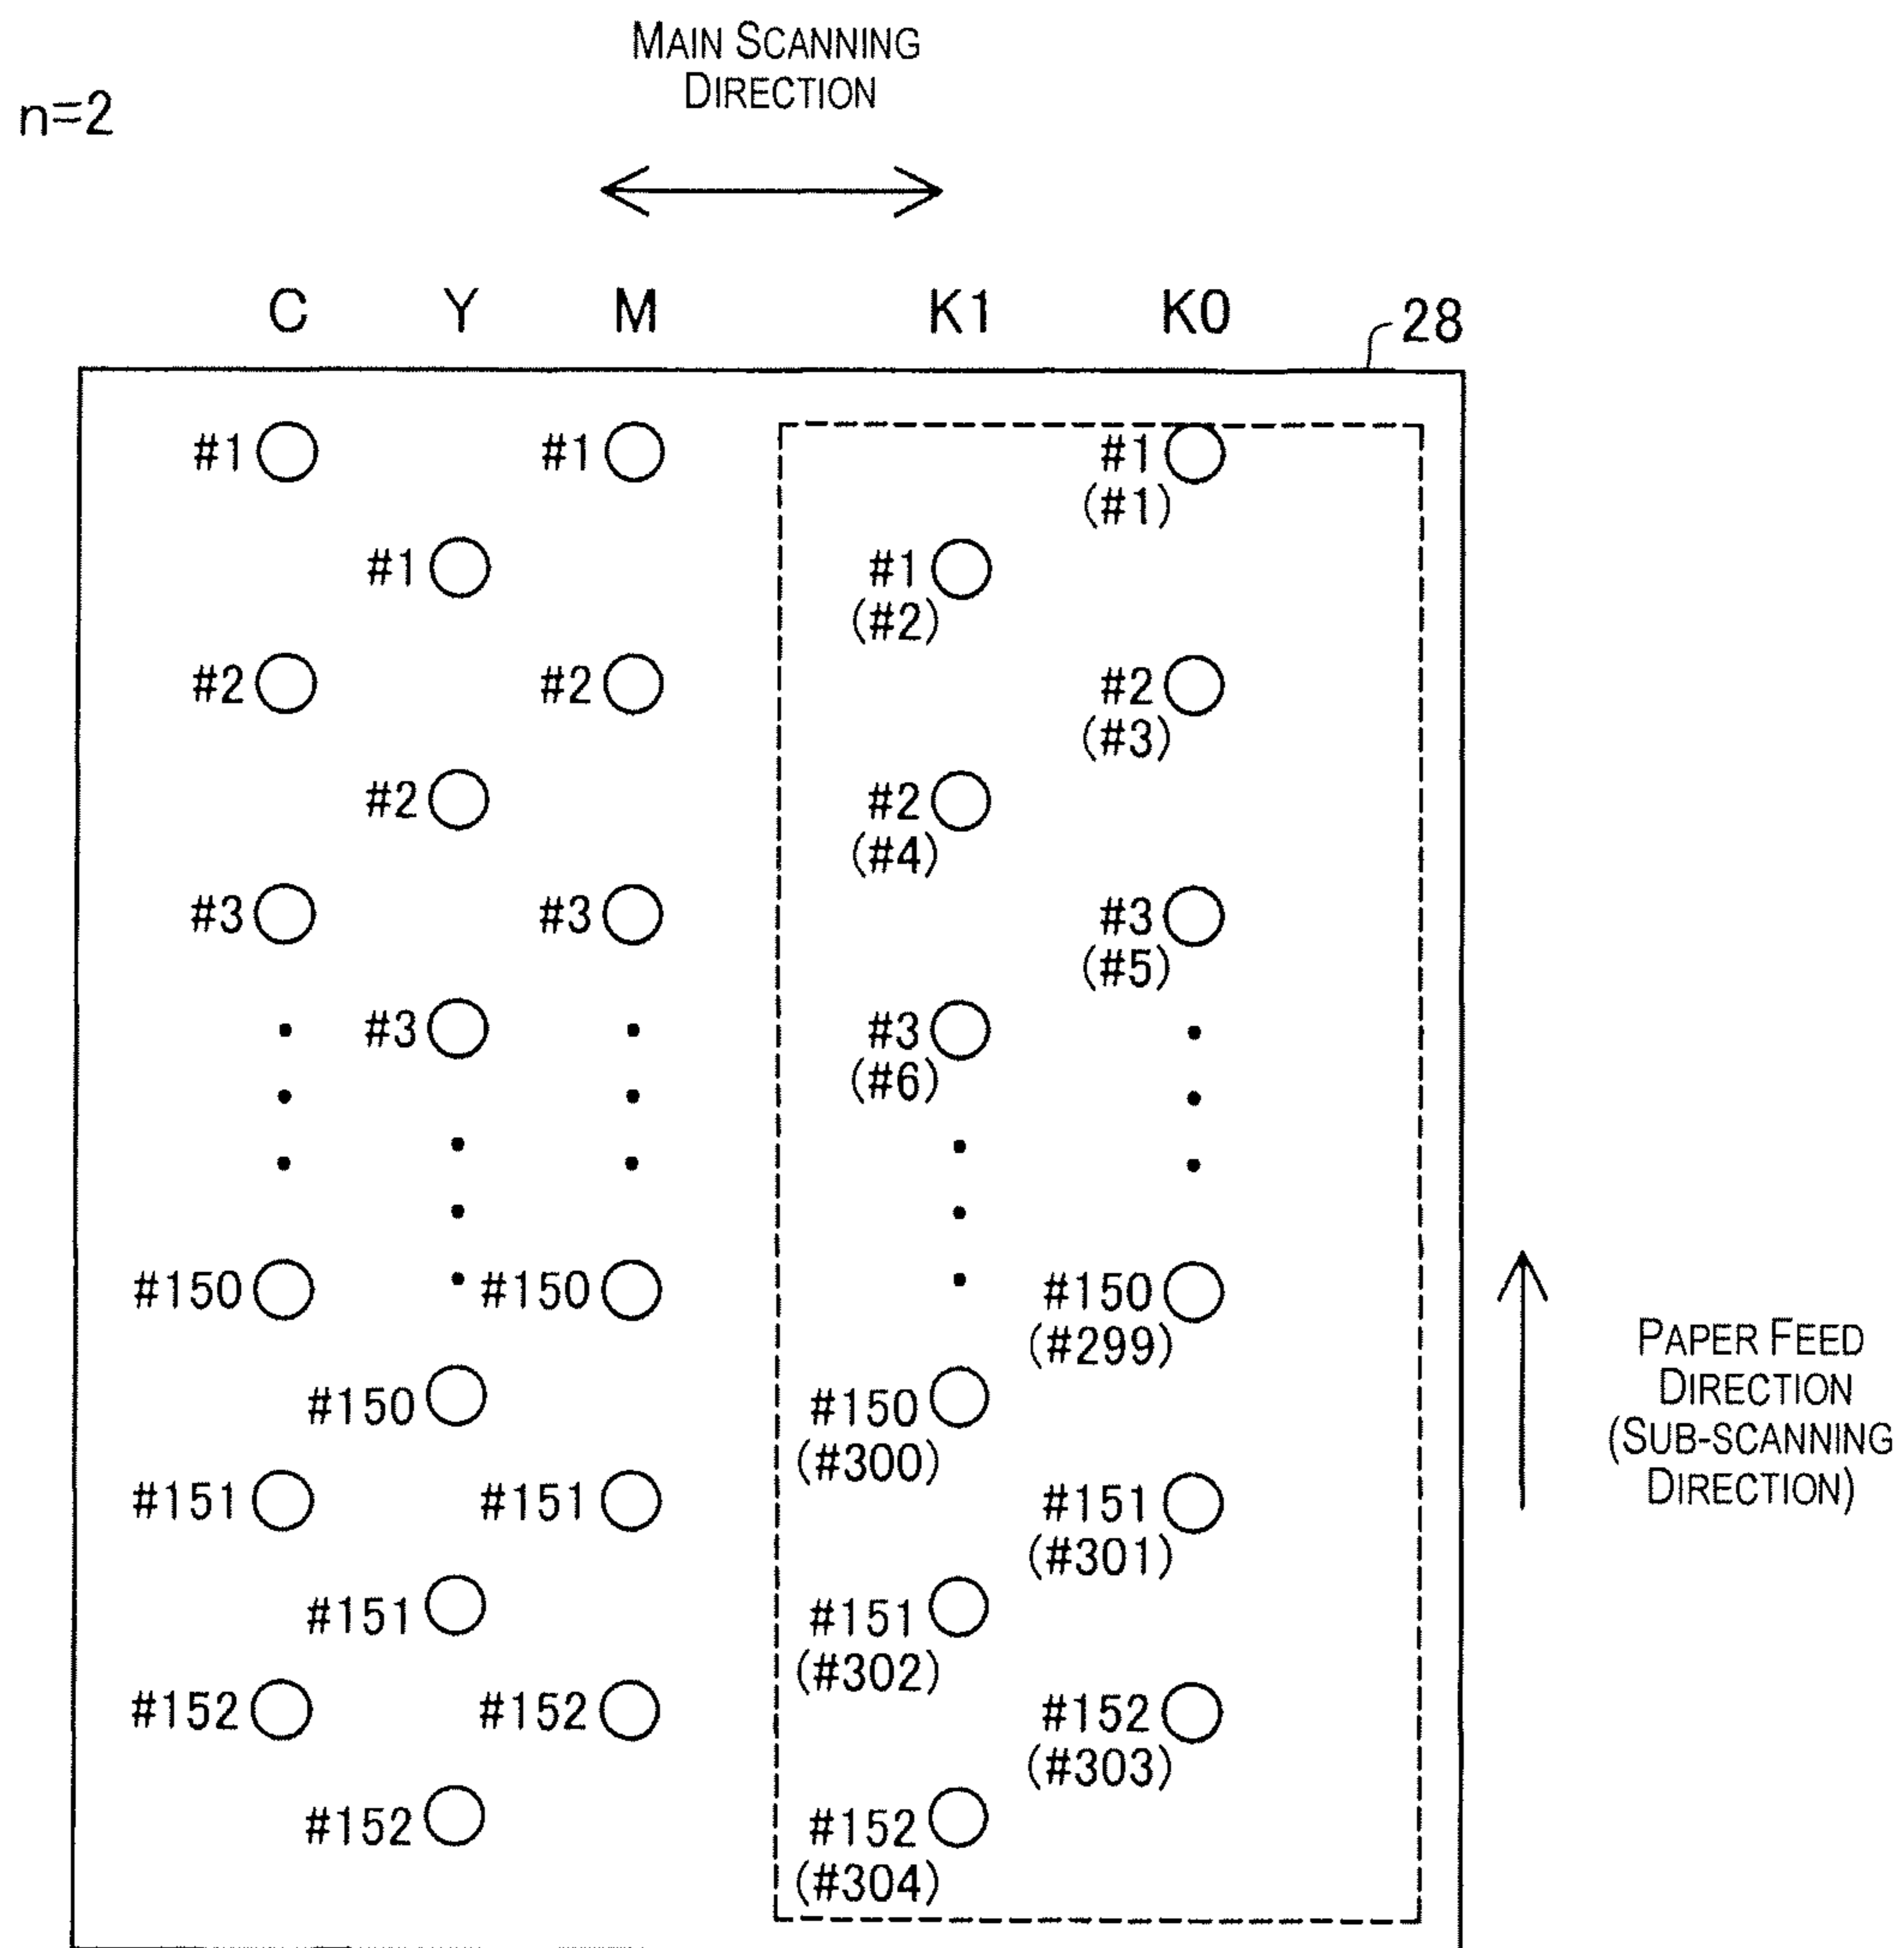 MAIN SCANNING
DIRECTION
n=2
C Y M K1 K0
28
#1 #1 #1
(#1)
#1 #1
(#2)
#2 #2 #2
(#3)
#2 #2
(#4)
#3 #3 #3
(#5)
#3 #3
(#6)
#150 #150 #150
(#299)
#150 #150
(#300)
#151 #151 #151
(#301)
#151 #151
(#302)
#152 #152 #152
(#303)
#152 #152
(#304)
PAPER FEED
DIRECTION
(SUB-SCANNING
DIRECTION)